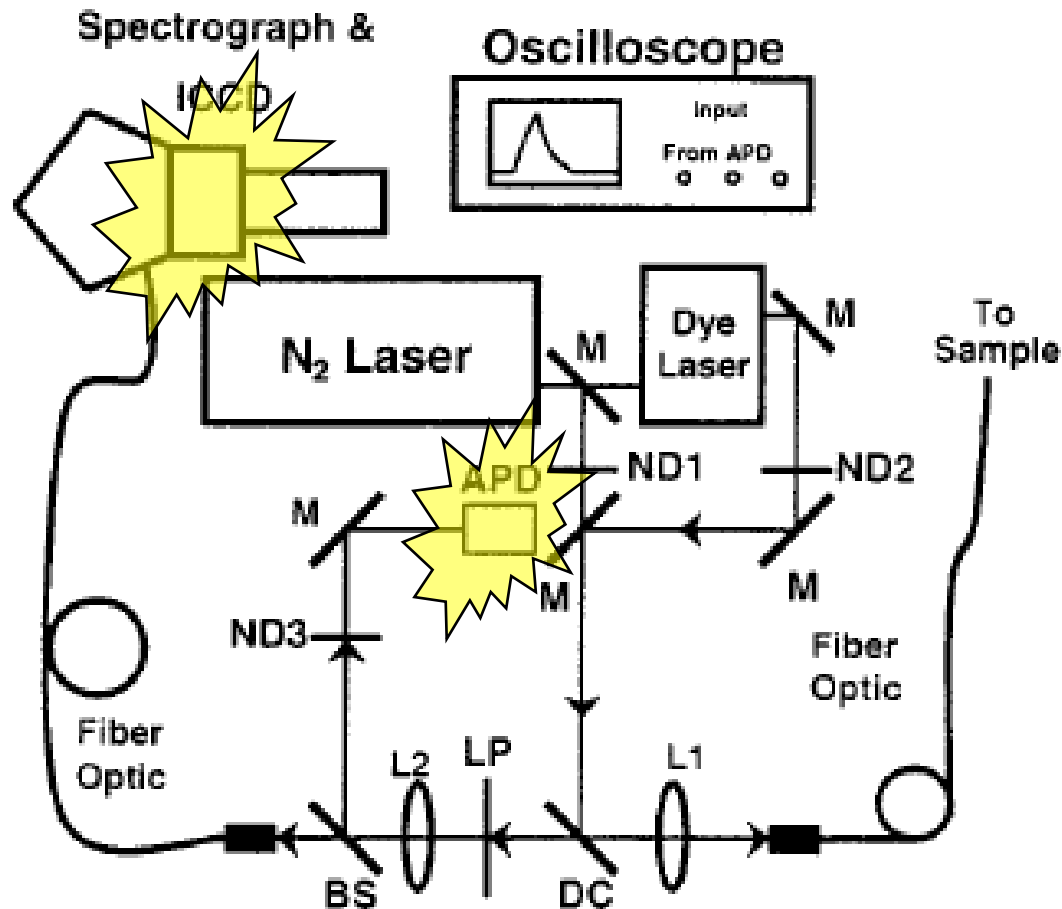 Spectrograph &
ICCD
Oscilloscope
Input
From APD
N₂ Laser
M
Dye
Laser
M
To
Sample
APD
ND1
ND2
M
M
M
ND3
Fiber
Optic
Fiber
Optic
L2
LP
L1
BS
DC